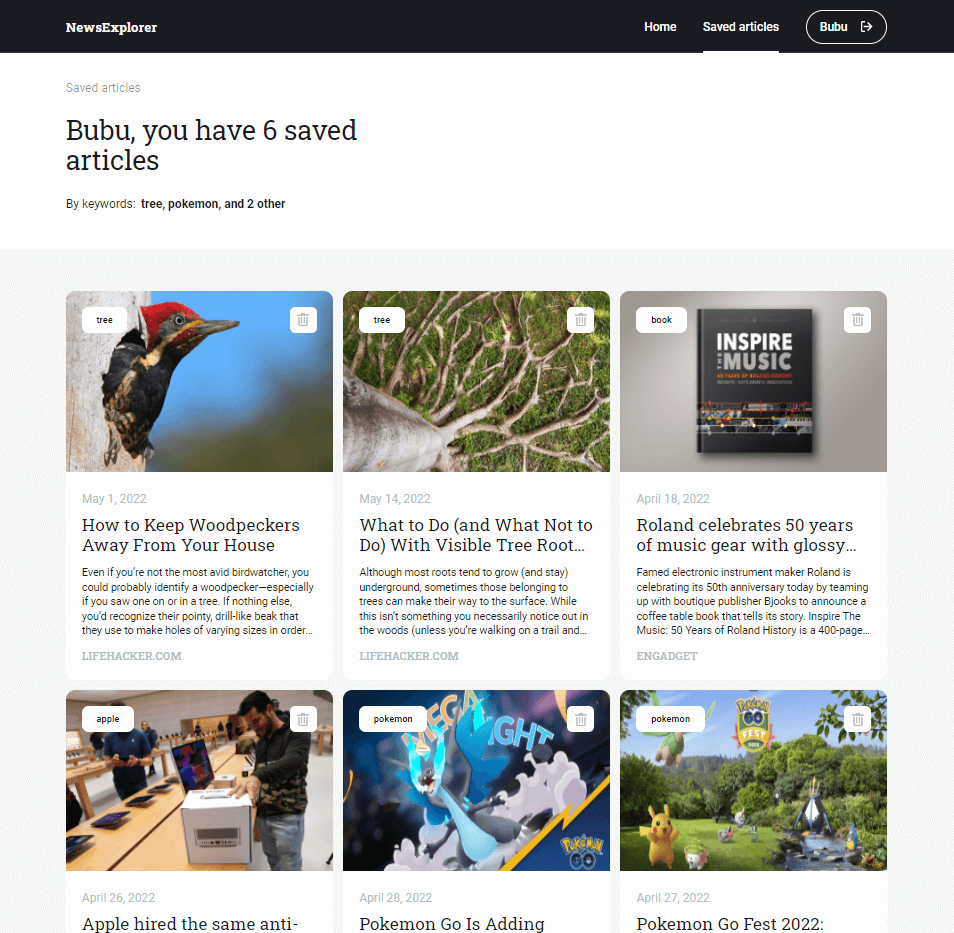 NewsExplorer
Home
Saved articles
Bubu
Saved articles
Bubu, you have 6 saved
articles
By keywords: tree, pokemon, and 2 other
tree
tree
book
INSPIRE
THE
MUSIC
May 1, 2022
How to Keep Woodpeckers
Away From Your House
Even if you’re not the most avid birdwatcher, you
could probably identify a woodpecker—especially
if you saw one on or in a tree. If nothing else,
you’d recognize their pointy, drill-like beak that
they use to make holes of varying sizes in order...
LIFEHACKER.COM
May 14, 2022
What to Do (and What Not to
Do) With Visible Tree Root...
Although most roots tend to grow (and stay)
underground, sometimes those belonging to
trees can make their way to the surface. While
this isn’t something you necessarily notice out in
the woods (unless you’re walking on a trail and...
LIFEHACKER.COM
April 18, 2022
Roland celebrates 50 years
of music gear with glossy...
Famed electronic instrument maker Roland is
celebrating its 50th anniversary today by teaming
up with boutique publisher Bjooks to announce a
coffee table book that tells its story. Inspire The
Music: 50 Years of Roland History is a 400-page...
ENGADGET
apple
pokemon
MEGA
Pokémon
GO
pokemon
Pokémon
GO
FEST
2022
April 26, 2022
Apple hired the same anti-
April 28, 2022
Pokemon Go Is Adding
April 27, 2022
Pokemon Go Fest 2022: